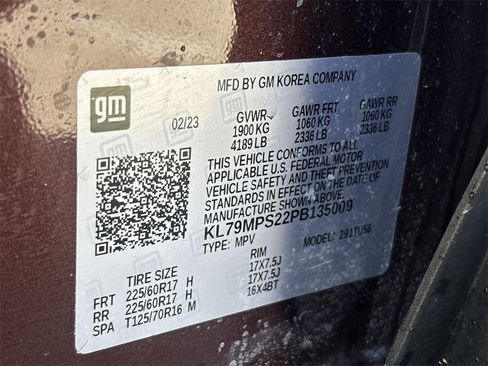 gm
MFD BY GM KOREA COMPANY
02/23 GVWR GAWR FRT GAWR RR
1900 KG 1060 KG 1060 KG
4189 LB 2336 LB 2336 LB
THIS VEHICLE CONFORMS TO ALL
APPLICABLE U.S. FEDERAL MOTOR
VEHICLE SAFETY AND THEFT PREVENTION
STANDARDS IN EFFECT ON THE DATE OF
MANUFACTURE SHOWN ABOVE.
KL79MPS22PB135009
TYPE: MPV MODEL: 291TU56
TIRE SIZE RIM
FRT 225/60R17 H 17X7.5J
RR 225/60R17 H 17X7.5J
SPA T125/70R16 M 16X4BT